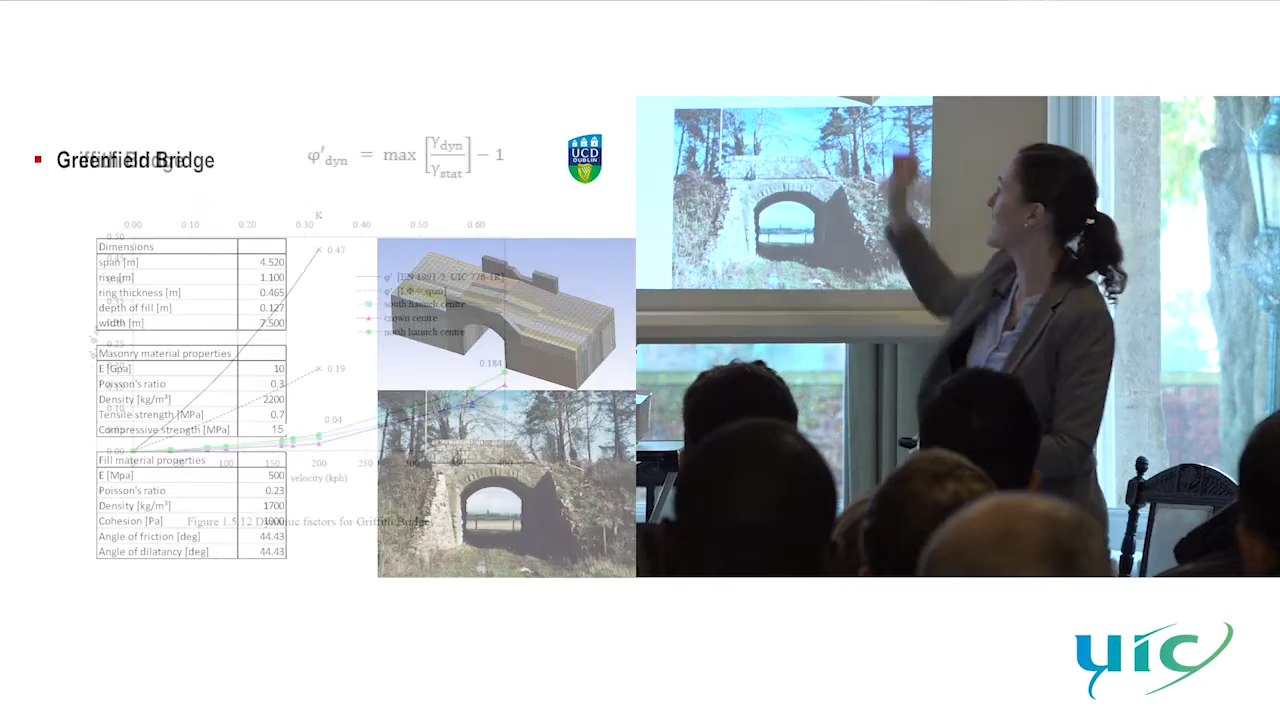 Greenfield Bridge
φ'dyn = max [γdyn / γstat] − 1
UCD
DUBLIN
K
0.00 0.10 0.20 0.30 0.40 0.50 0.60
0.50
0.47
φ' [EN 1991-2, UIC 776-1R]
φ' [LΦ = span]
south haunch centre
crown centre
north haunch centre
0.184
0.19
0.04
Dimensions
span [m] 4.520
rise [m] 1.100
ring thickness [m] 0.465
depth of fill [m] 0.127
width [m] 7.500
Masonry material properties
E [Gpa] 10
Poisson's ratio 0.3
Density [kg/m³] 2200
Tensile strength [MPa] 0.7
Compressive strength [MPa] 15
Fill material properties
E [Mpa] 500
Poisson's ratio 0.23
Density [kg/m³] 1700
Cohesion [Pa] 1000
Angle of friction [deg] 44.43
Angle of dilatancy [deg] 44.43
0.00
100 150 200 250
velocity (kph)
Figure 1.5.12 Dynamic factors for Griffith Bridge
uic